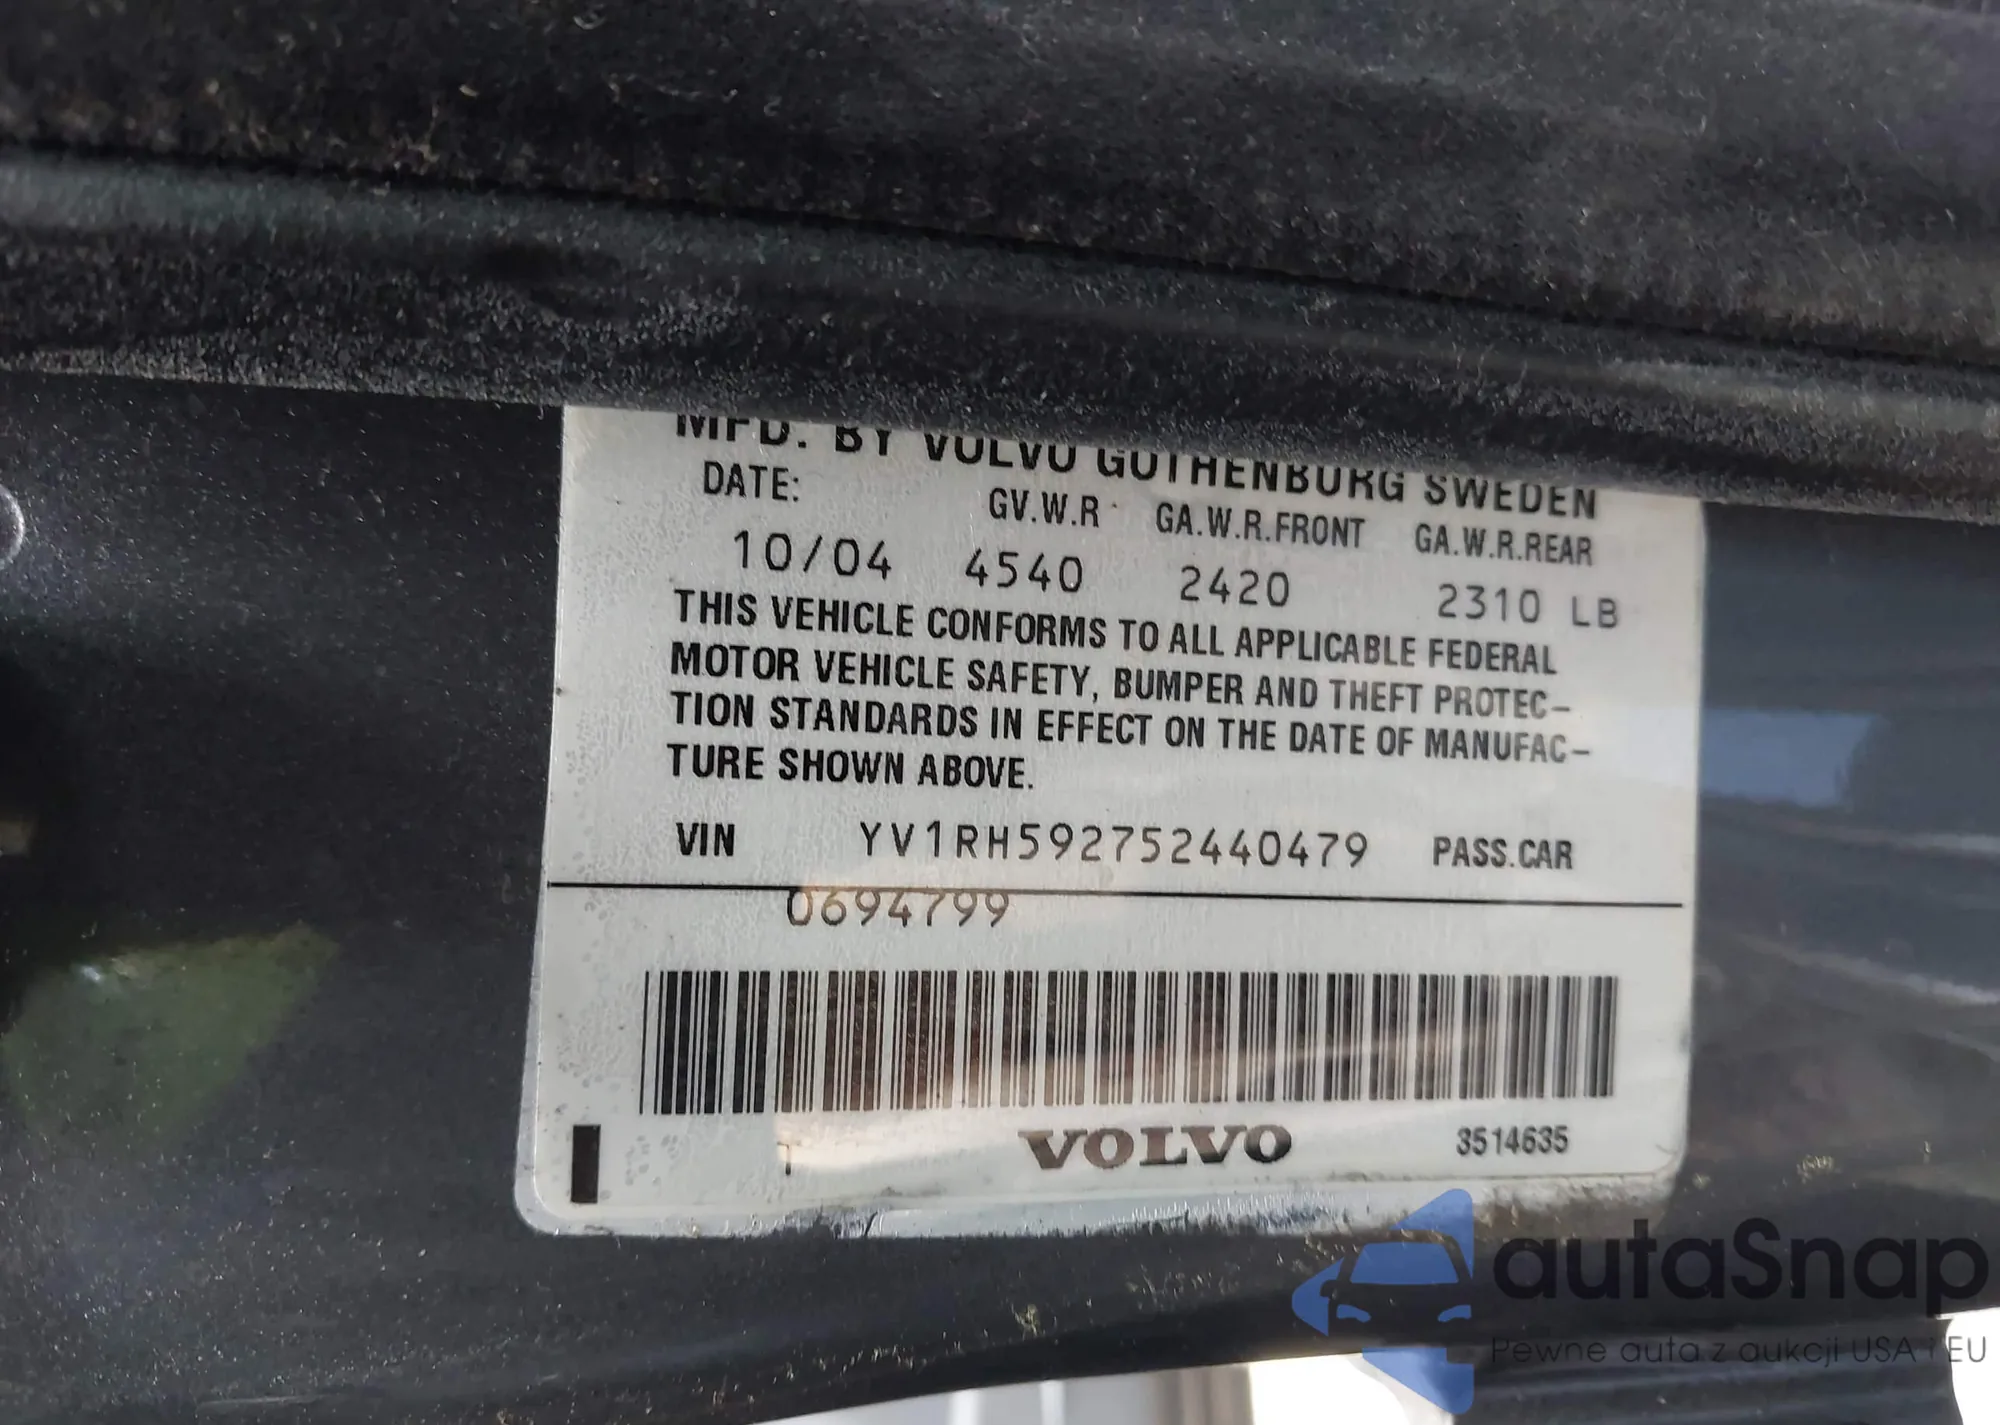 MFD. BY VOLVO GOTHENBURG SWEDEN
DATE: GV.W.R GA.W.R.FRONT GA.W.R.REAR
10/04 4540 2420 2310 LB
THIS VEHICLE CONFORMS TO ALL APPLICABLE FEDERAL
MOTOR VEHICLE SAFETY, BUMPER AND THEFT PROTEC-
TION STANDARDS IN EFFECT ON THE DATE OF MANUFAC-
TURE SHOWN ABOVE.
VIN YV1RH592752440479 PASS.CAR
0694799
VOLVO 3514635
autaSnap
Pewne auta z aukcji USA i EU